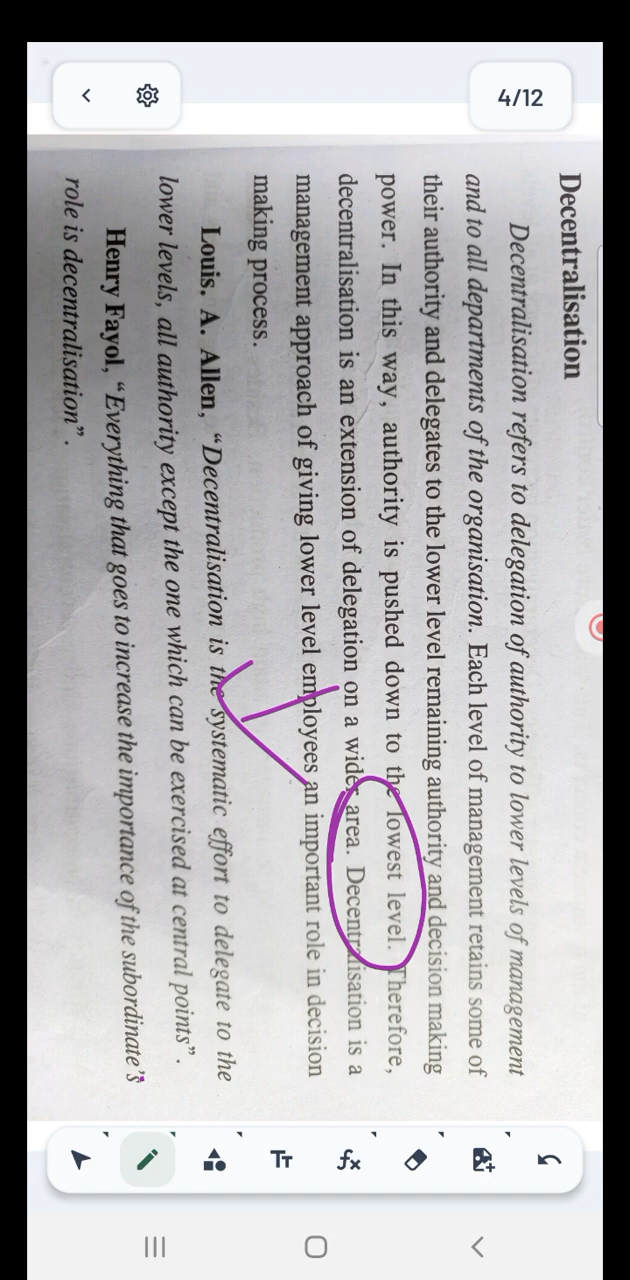 4/12
Decentralisation
Decentralisation refers to delegation of authority to lower levels of management
and to all departments of the organisation. Each level of management retains some of
their authority and delegates to the lower level remaining authority and decision making
power. In this way, authority is pushed down to the lowest level. Therefore,
decentralisation is an extension of delegation on a wider area. Decentralisation is a
management approach of giving lower level employees an important role in decision
making process.
Louis. A. Allen, “Decentralisation is the systematic effort to delegate to the
lower levels, all authority except the one which can be exercised at central points”.
Henry Fayol, “Everything that goes to increase the importance of the subordinate's
role is decentralisation”.
Tт
fx